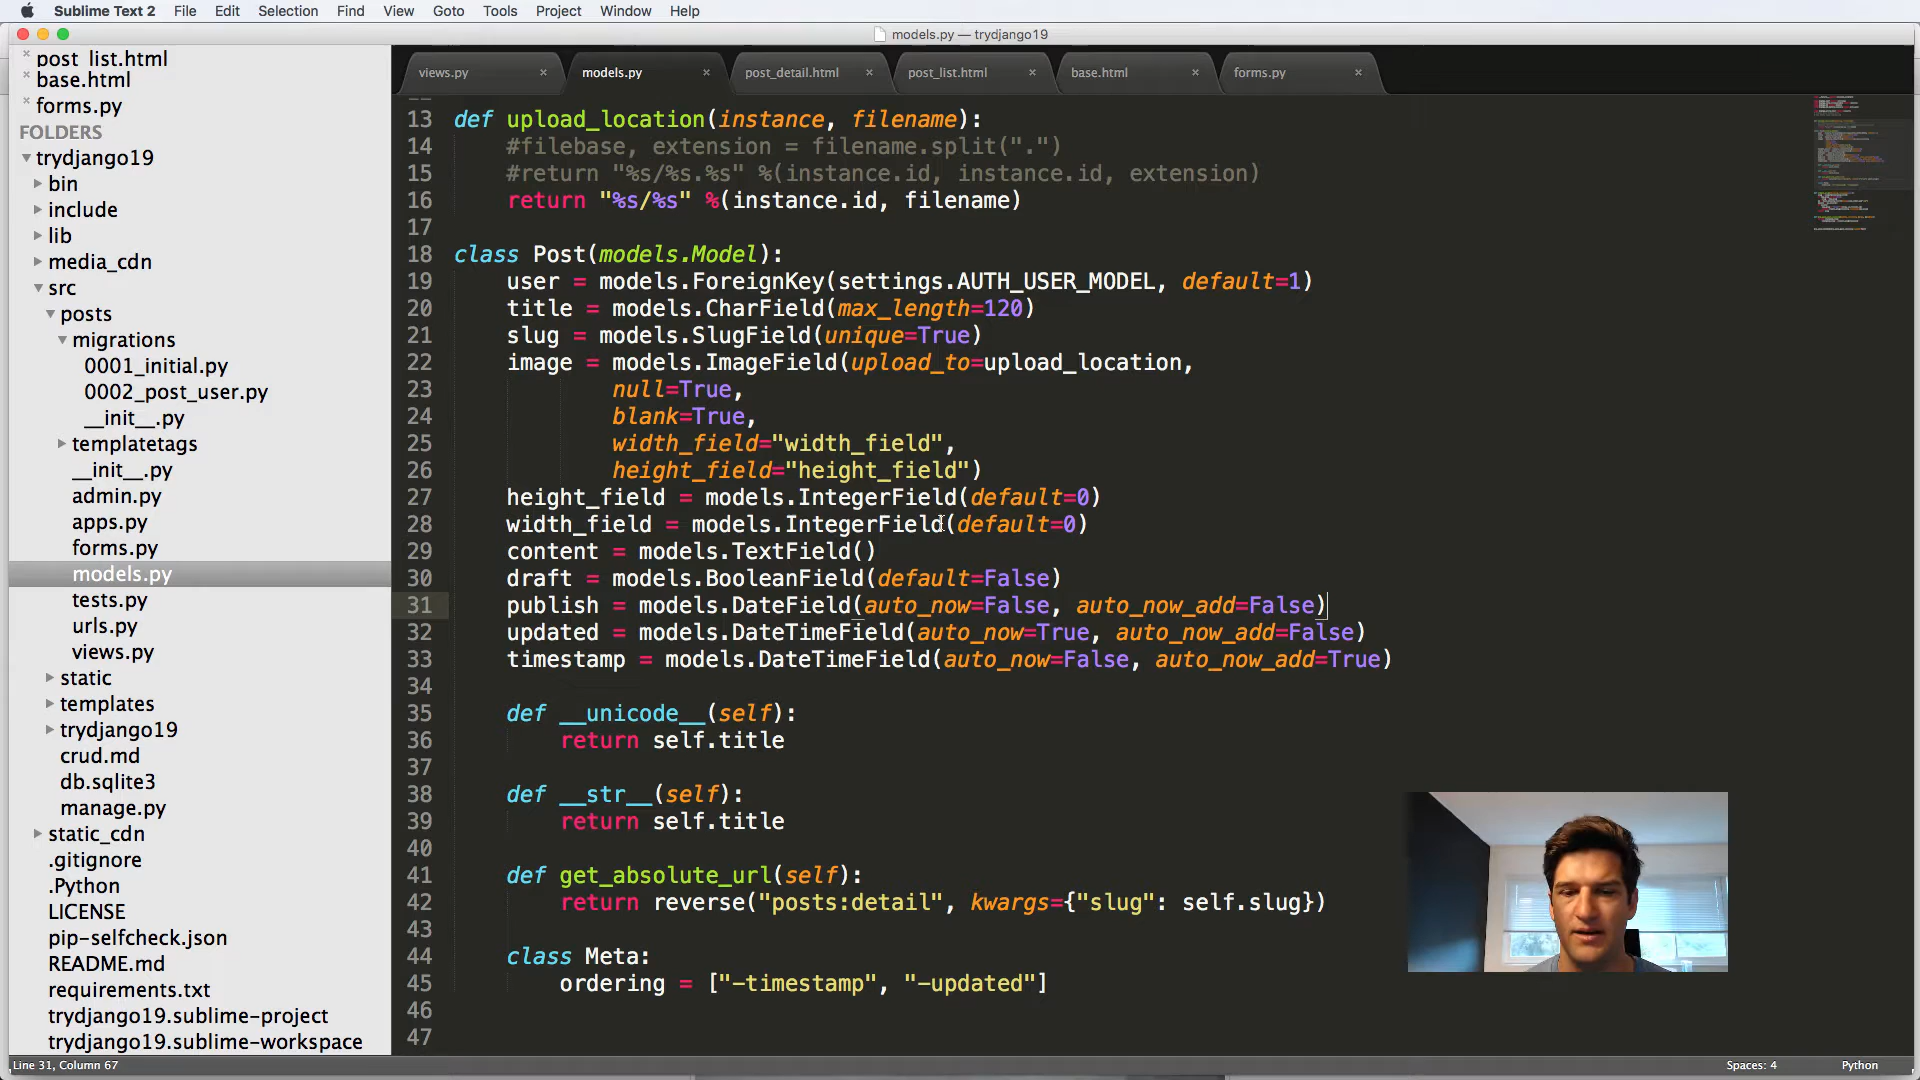 Sublime Text 2 File Edit Selection Find View Goto Tools Project Window Help
models.py — trydjango19
post_list.html
base.html
forms.py
FOLDERS
trydjango19
bin
include
lib
media_cdn
src
posts
migrations
0001_initial.py
0002_post_user.py
__init__.py
templatetags
__init__.py
admin.py
apps.py
forms.py
models.py
tests.py
urls.py
views.py
static
templates
trydjango19
crud.md
db.sqlite3
manage.py
static_cdn
.gitignore
.Python
LICENSE
pip-selfcheck.json
README.md
requirements.txt
trydjango19.sublime-project
trydjango19.sublime-workspace
views.py models.py post_detail.html post_list.html base.html forms.py
13 def upload_location(instance, filename):
14 #filebase, extension = filename.split(".")
15 #return "%s/%s.%s" %(instance.id, instance.id, extension)
16 return "%s/%s" %(instance.id, filename)
17
18 class Post(models.Model):
19 user = models.ForeignKey(settings.AUTH_USER_MODEL, default=1)
20 title = models.CharField(max_length=120)
21 slug = models.SlugField(unique=True)
22 image = models.ImageField(upload_to=upload_location,
23 null=True,
24 blank=True,
25 width_field="width_field",
26 height_field="height_field")
27 height_field = models.IntegerField(default=0)
28 width_field = models.IntegerField(default=0)
29 content = models.TextField()
30 draft = models.BooleanField(default=False)
31 publish = models.DateField(auto_now=False, auto_now_add=False)
32 updated = models.DateTimeField(auto_now=True, auto_now_add=False)
33 timestamp = models.DateTimeField(auto_now=False, auto_now_add=True)
34
35 def __unicode__(self):
36 return self.title
37
38 def __str__(self):
39 return self.title
40
41 def get_absolute_url(self):
42 return reverse("posts:detail", kwargs={"slug": self.slug})
43
44 class Meta:
45 ordering = ["-timestamp", "-updated"]
46
47
Line 31, Column 67 Spaces: 4 Python